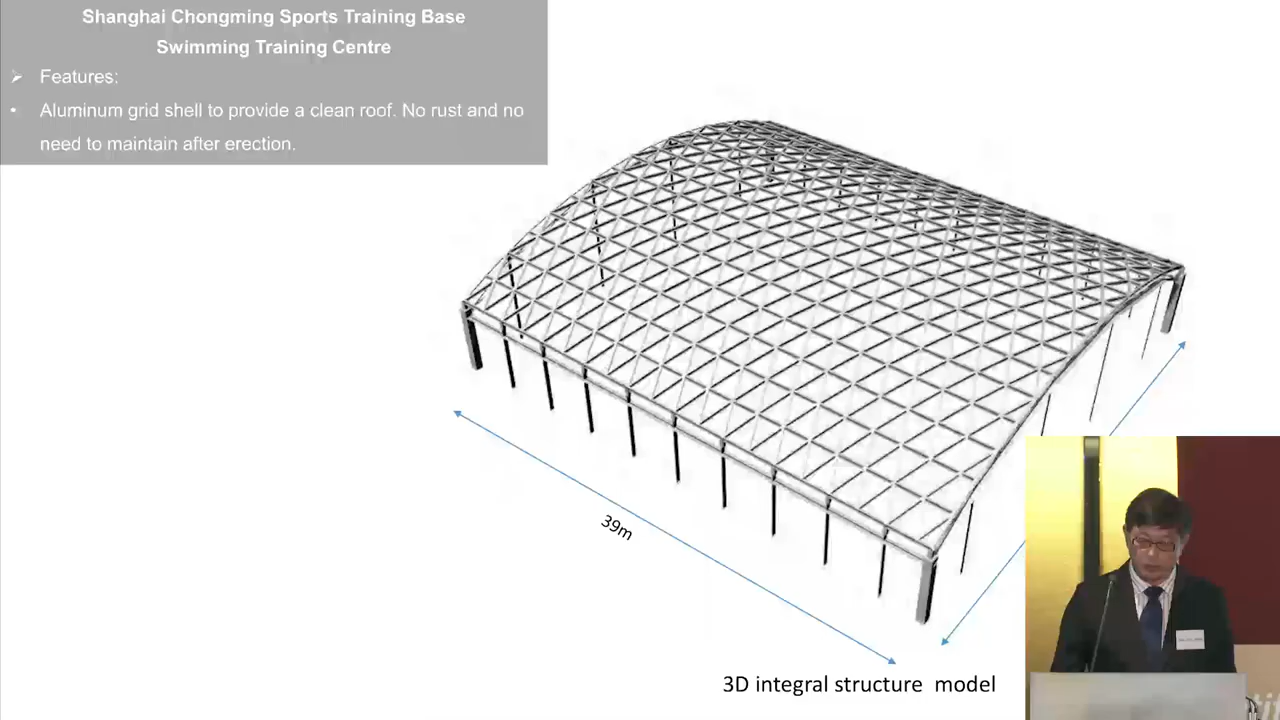 Shanghai Chongming Sports Training Base
Swimming Training Centre
➢ Features:
• Aluminum grid shell to provide a clean roof. No rust and no
need to maintain after erection.
39m
3D integral structure model